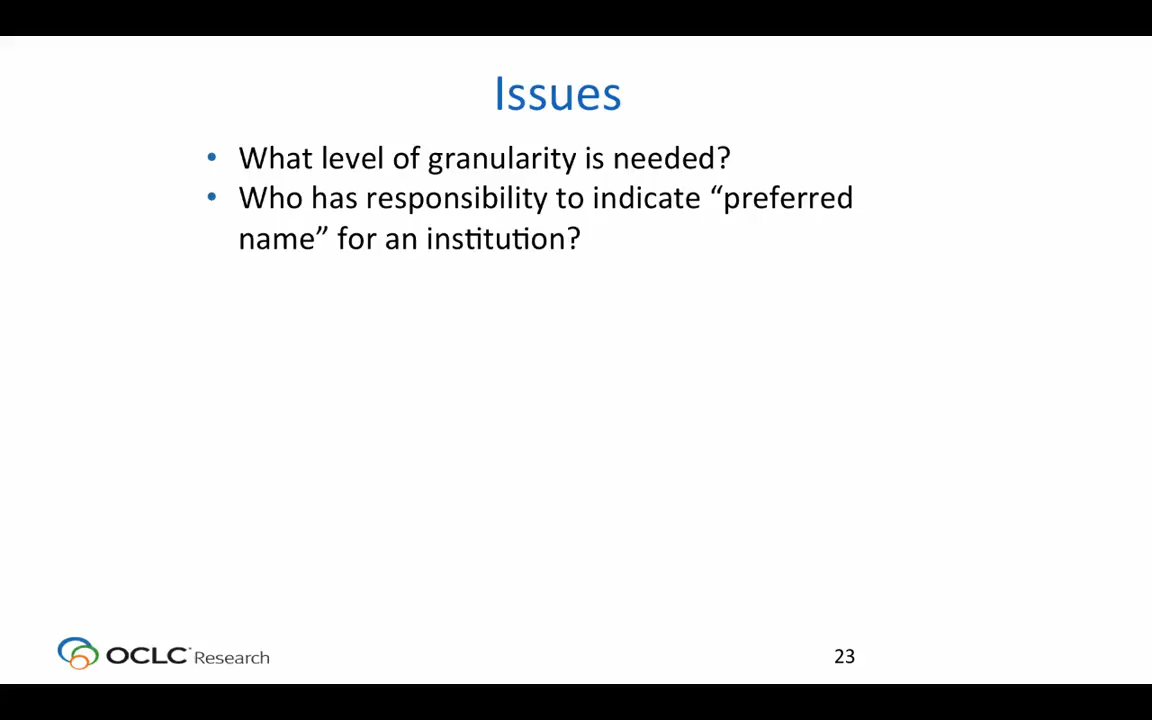 Issues
• What level of granularity is needed?
• Who has responsibility to indicate “preferred
name” for an institution?
OCLC Research
23